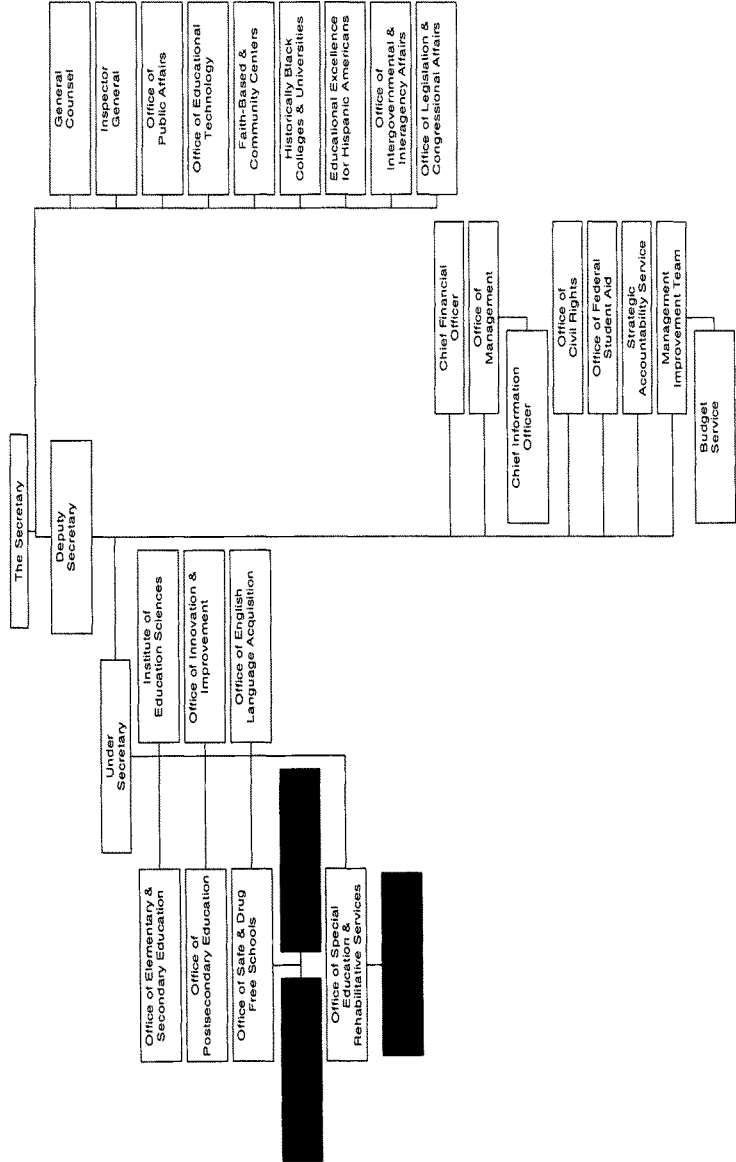 The Secretary
Deputy
Secretary
General
Counsel
Inspector
General
Office of
Public Affairs
Office of Educational
Technology
Faith-Based &
Community Centers
Historically Black
Colleges & Universities
Educational Excellence
for Hispanic Americans
Office of
Intergovernmental &
Interagency Affairs
Office of Legislation &
Congressional Affairs
Under
Secretary
Institute of
Education Sciences
Office of Innovation &
Improvement
Office of English
Language Acquisition
Office of Elementary &
Secondary Education
Office of
Postsecondary Education
Office of Safe & Drug
Free Schools
Office of Special
Education &
Rehabilitative Services
Chief Financial
Officer
Office of
Management
Chief Information
Officer
Office of
Civil Rights
Office of Federal
Student Aid
Strategic
Accountability Service
Management
Improvement Team
Budget
Service